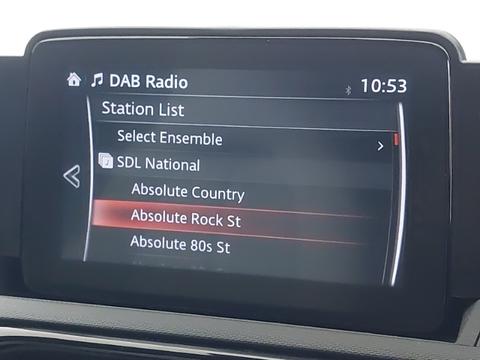 DAB Radio
10:53
Station List
Select Ensemble
SDL National
Absolute Country
Absolute Rock St
Absolute 80s St